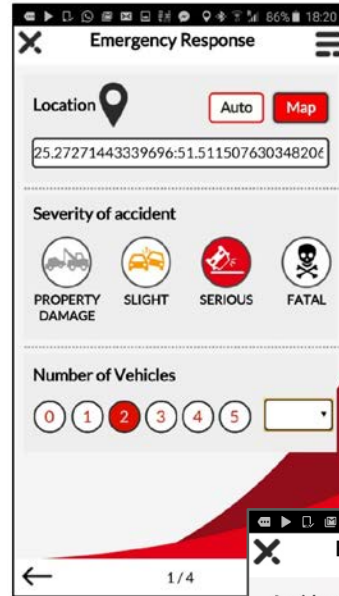 86% 18:20
Emergency Response
Location Auto Map
25.27271443339696:51.51150763034820
Severity of accident
PROPERTY DAMAGE
SLIGHT
SERIOUS
FATAL
Number of Vehicles
0 1 2 3 4 5
1/4